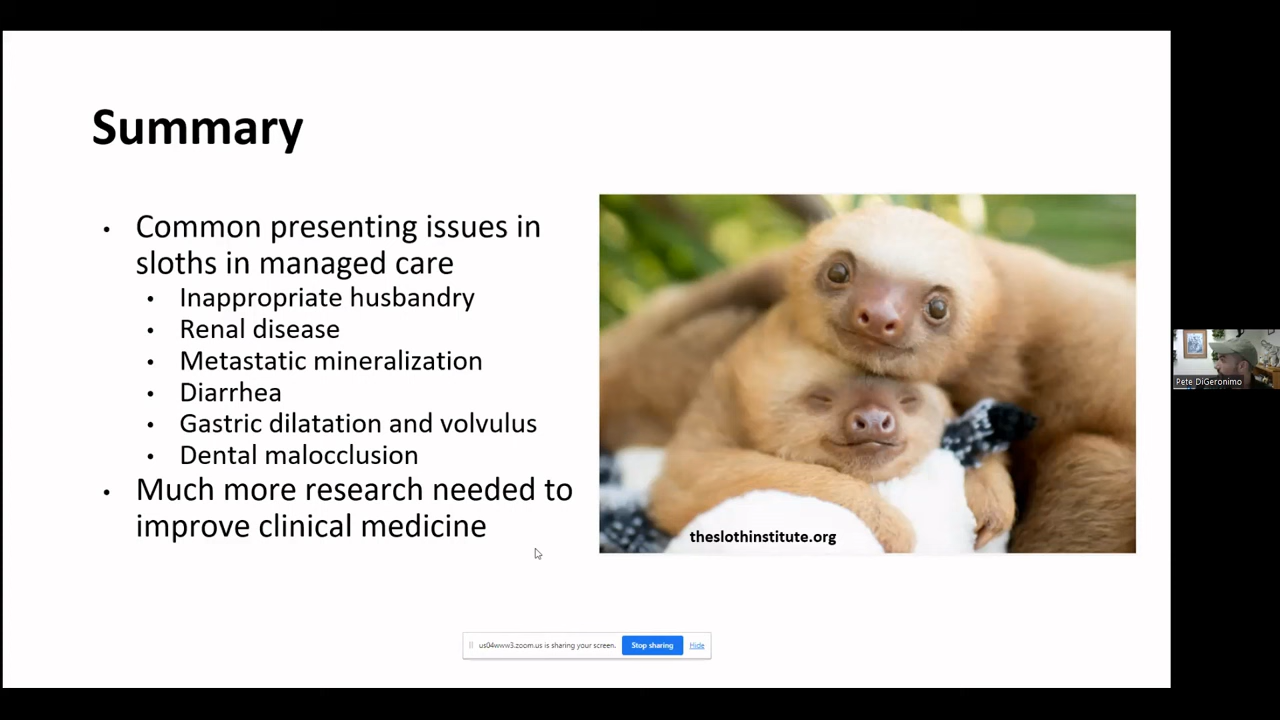 Summary
• Common presenting issues in
sloths in managed care
• Inappropriate husbandry
• Renal disease
• Metastatic mineralization
• Diarrhea
• Gastric dilatation and volvulus
• Dental malocclusion
• Much more research needed to
improve clinical medicine
theslothinstitute.org
Pete DiGeronimo
us04www3.zoom.us is sharing your screen.
Stop sharing
Hide